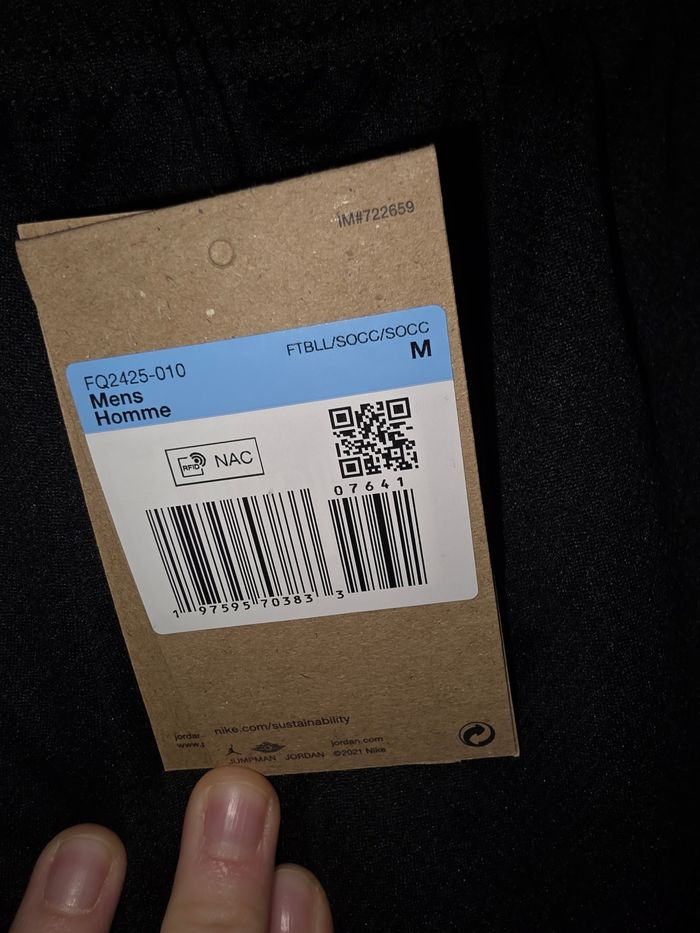 IM#722659
FTBLL/SOCC/SOCC
M
FQ2425-010
Mens
Homme
RFID NAC
07641
1 97595 70383 3
nike.com/sustainability
jordan.com
JUMPMAN JORDAN ©2021 Nike